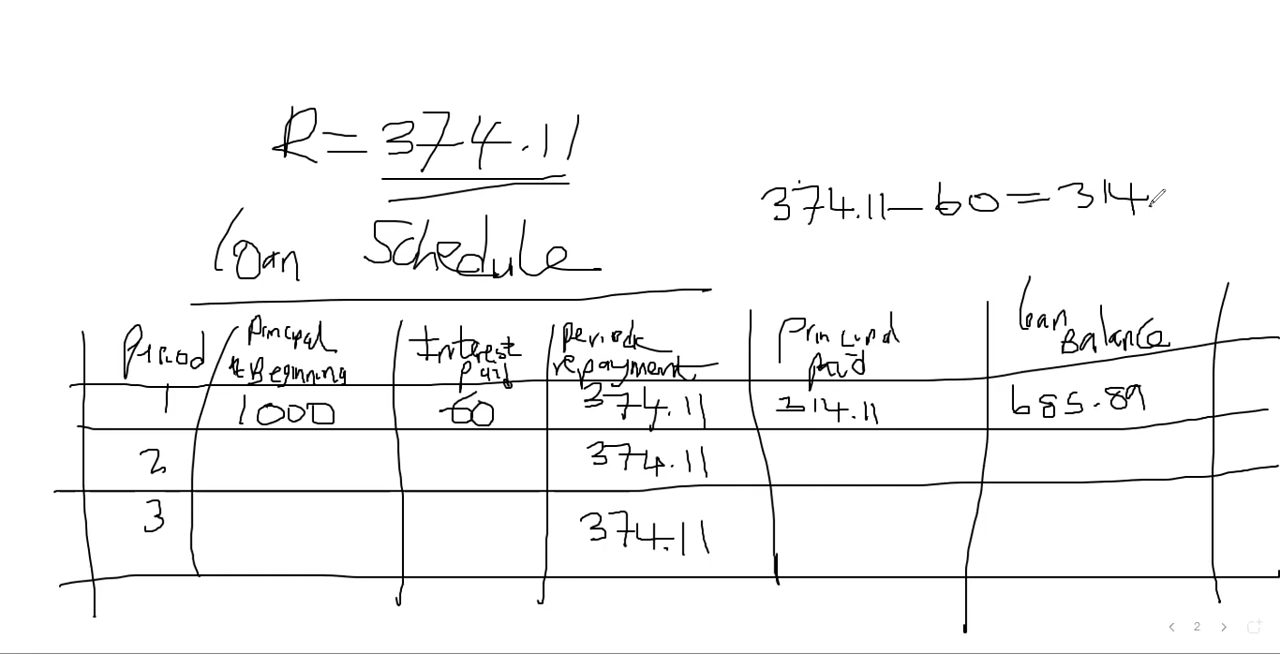 R = 374.11
374.11 - 60 = 314.
Loan Schedule
Period Principal At Beginning Interest paid Periodic repayment Principal paid Loan Balance
1 1000 60 374.11 314.11 685.89
2 374.11
3 374.11
2